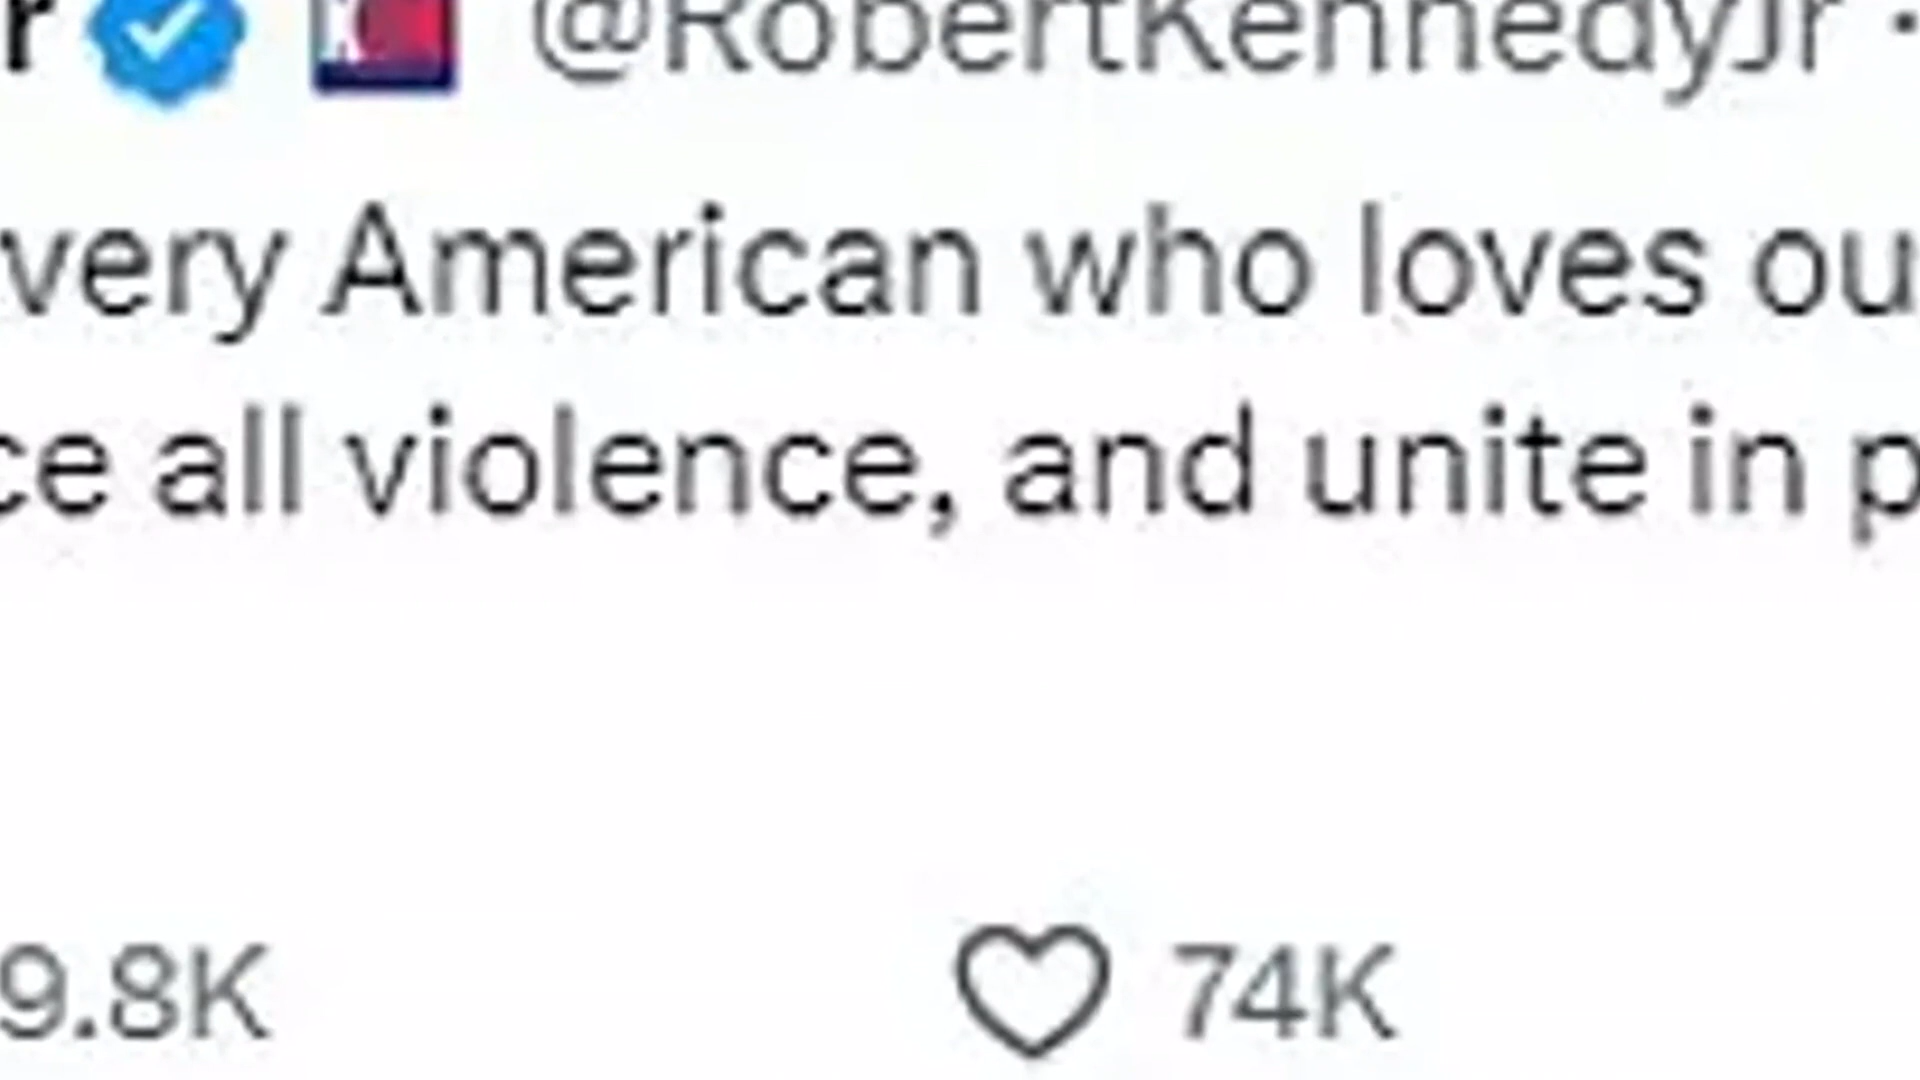 r @RobertKennedyJr ·
very American who loves ou
ce all violence, and unite in p
9.8K 74K